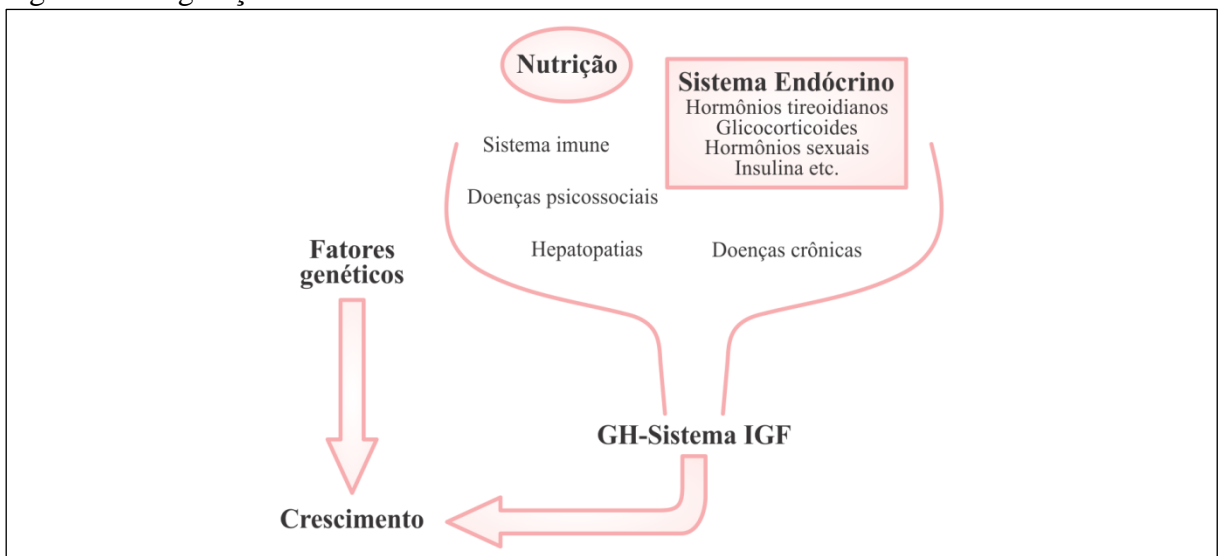 Nutrição
Sistema Endócrino
Hormônios tireoidianos
Glicocorticoides
Hormônios sexuais
Insulina etc.
Sistema imune
Doenças psicossociais
Hepatopatias
Doenças crônicas
Fatores
genéticos
GH-Sistema IGF
Crescimento